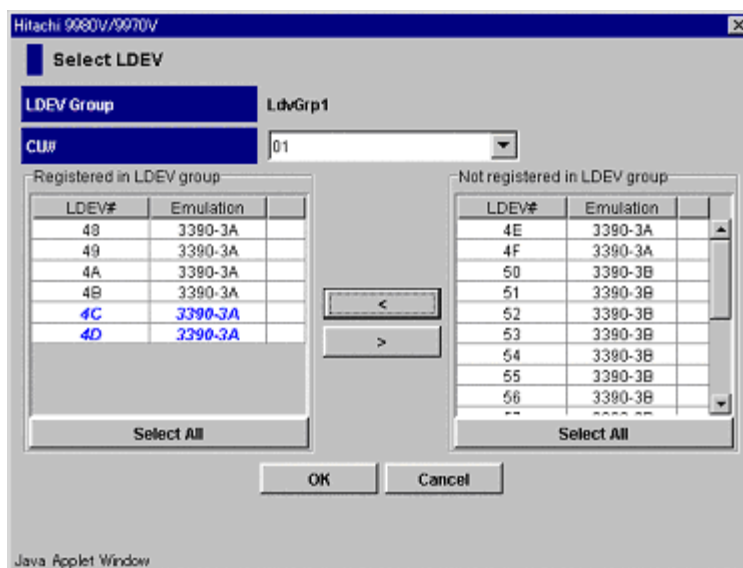 Hitachi 9980V/9970V
Select LDEV
LDEV Group LdvGrp1
CU# 01
Registered in LDEV group
LDEV# Emulation
48 3390-3A
49 3390-3A
4A 3390-3A
4B 3390-3A
4C 3390-3A
4D 3390-3A
Select All
<
>
Not registered in LDEV group
LDEV# Emulation
4E 3390-3A
4F 3390-3A
50 3390-3B
51 3390-3B
52 3390-3B
53 3390-3B
54 3390-3B
55 3390-3B
56 3390-3B
Select All
OK Cancel
Java Applet Window